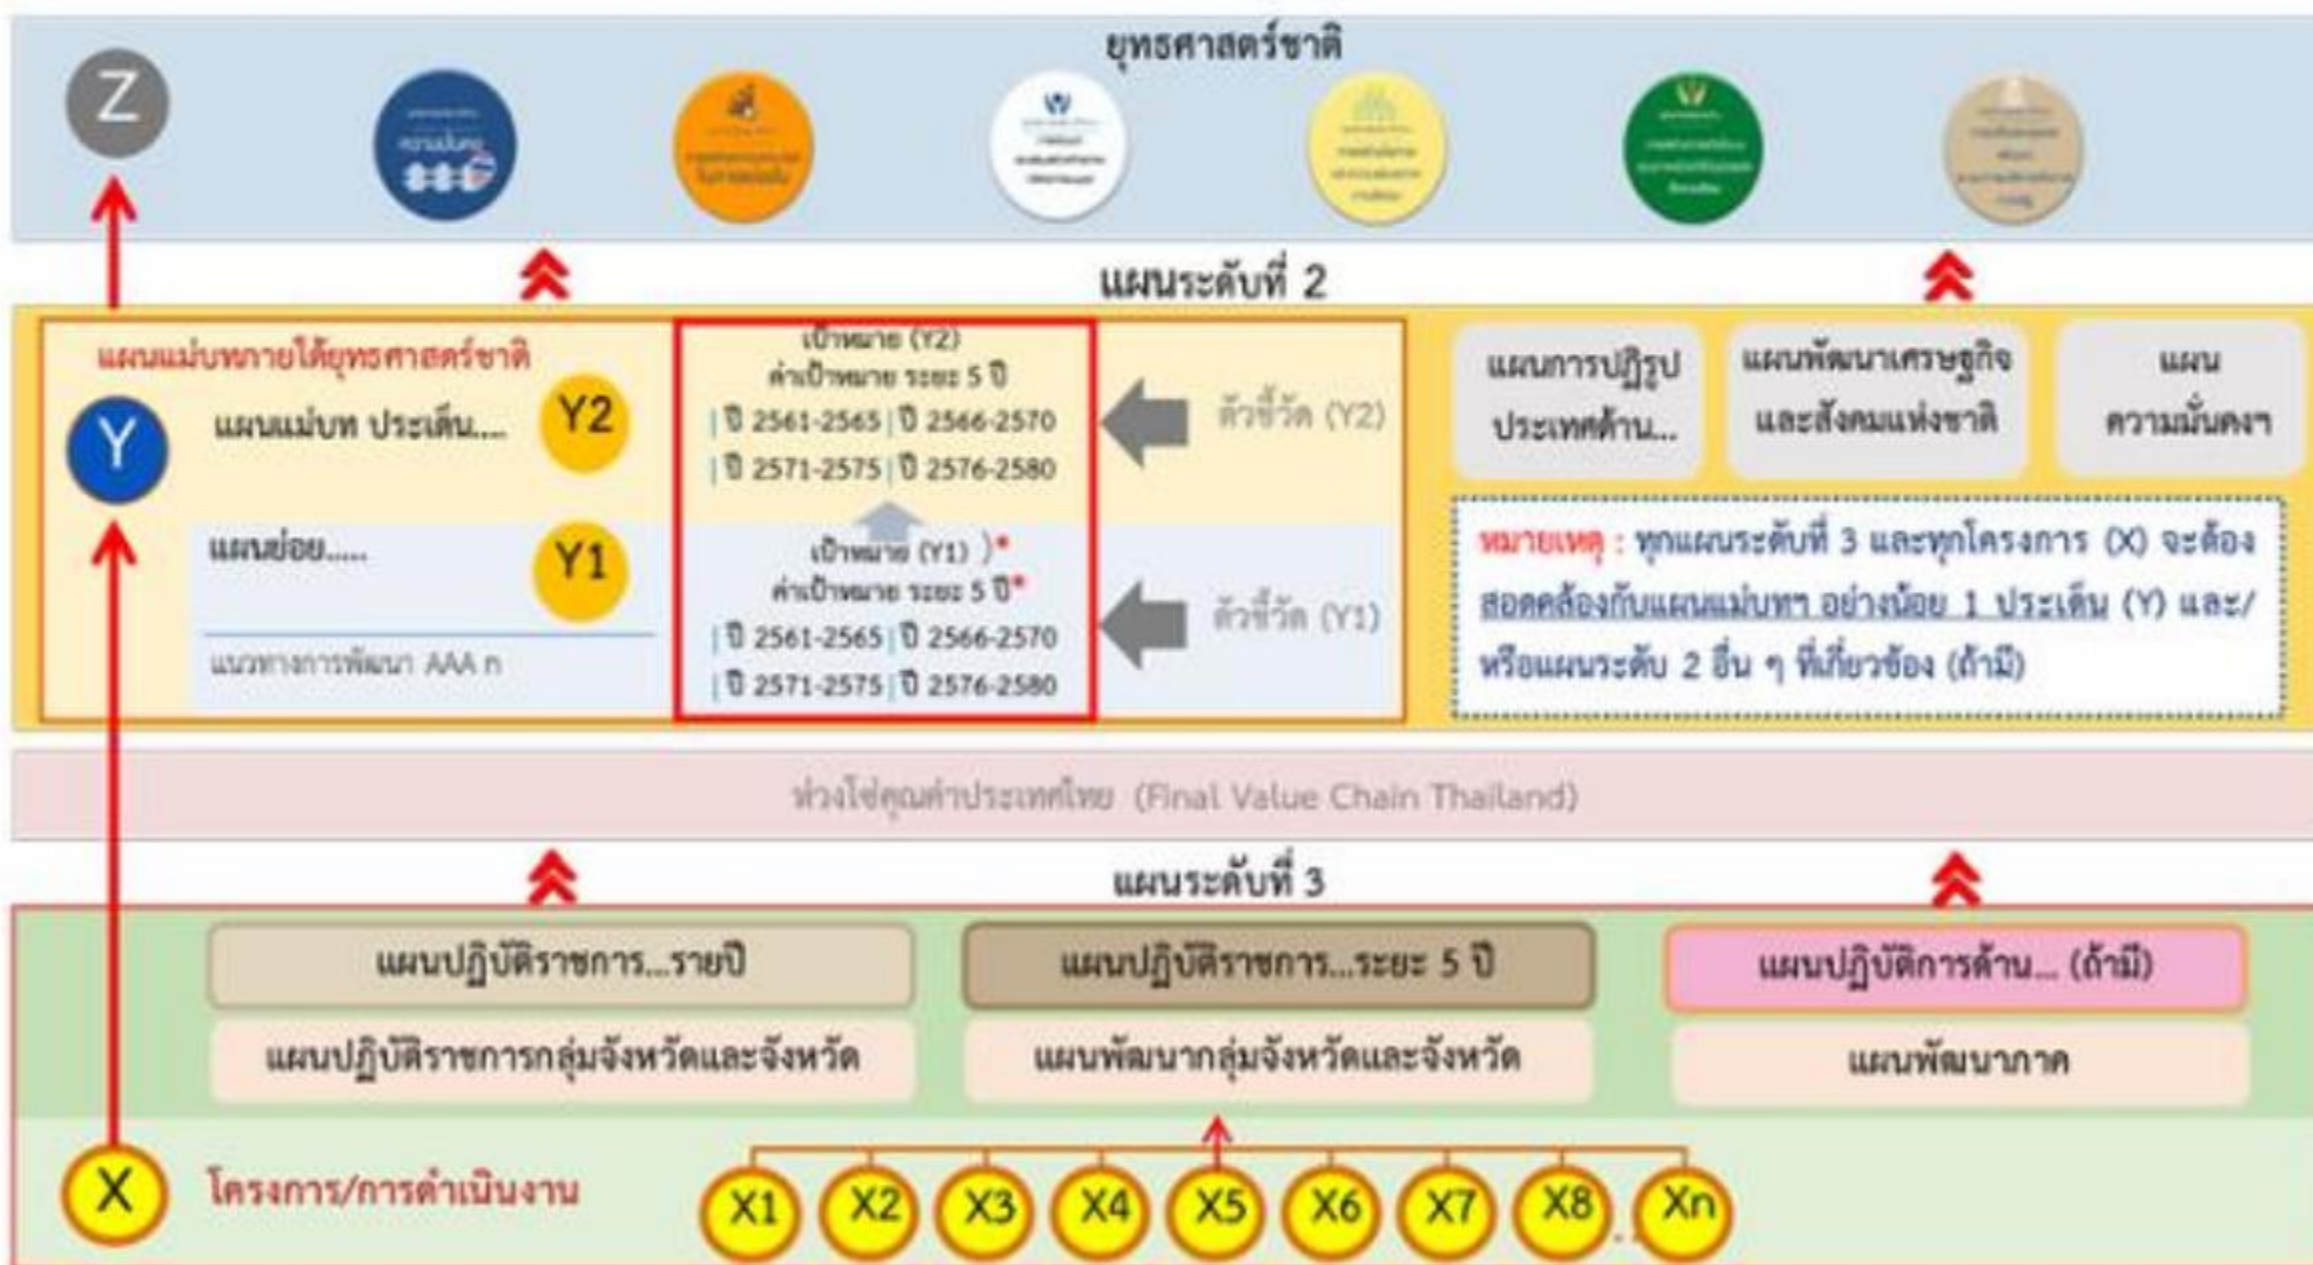 ยุทธศาสตร์ชาติ
Z
ความมั่นคง
แผนระดับที่ 2
แผนแม่บทภายใต้ยุทธศาสตร์ชาติ
Y
แผนแม่บท ประเด็น....
Y2
เป้าหมาย (Y2)
ค่าเป้าหมาย ระยะ 5 ปี
| ปี 2561-2565 | ปี 2566-2570
| ปี 2571-2575 | ปี 2576-2580
ตัวชี้วัด (Y2)
แผนย่อย.....
Y1
แนวทางการพัฒนา AAA n
เป้าหมาย (Y1) )*
ค่าเป้าหมาย ระยะ 5 ปี*
| ปี 2561-2565 | ปี 2566-2570
| ปี 2571-2575 | ปี 2576-2580
ตัวชี้วัด (Y1)
แผนการปฏิรูป
ประเทศด้าน...
แผนพัฒนาเศรษฐกิจ
และสังคมแห่งชาติ
แผน
ความมั่นคงฯ
หมายเหตุ : ทุกแผนระดับที่ 3 และทุกโครงการ (X) จะต้อง
สอดคล้องกับแผนแม่บทฯ อย่างน้อย 1 ประเด็น (Y) และ/
หรือแผนระดับ 2 อื่น ๆ ที่เกี่ยวข้อง (ถ้ามี)
ห่วงโซ่คุณค่าประเทศไทย (Final Value Chain Thailand)
แผนระดับที่ 3
แผนปฏิบัติราชการ...รายปี
แผนปฏิบัติราชการ...ระยะ 5 ปี
แผนปฏิบัติการด้าน... (ถ้ามี)
แผนปฏิบัติราชการกลุ่มจังหวัดและจังหวัด
แผนพัฒนากลุ่มจังหวัดและจังหวัด
แผนพัฒนาภาค
X
โครงการ/การดำเนินงาน
X1 X2 X3 X4 X5 X6 X7 X8 .. Xn